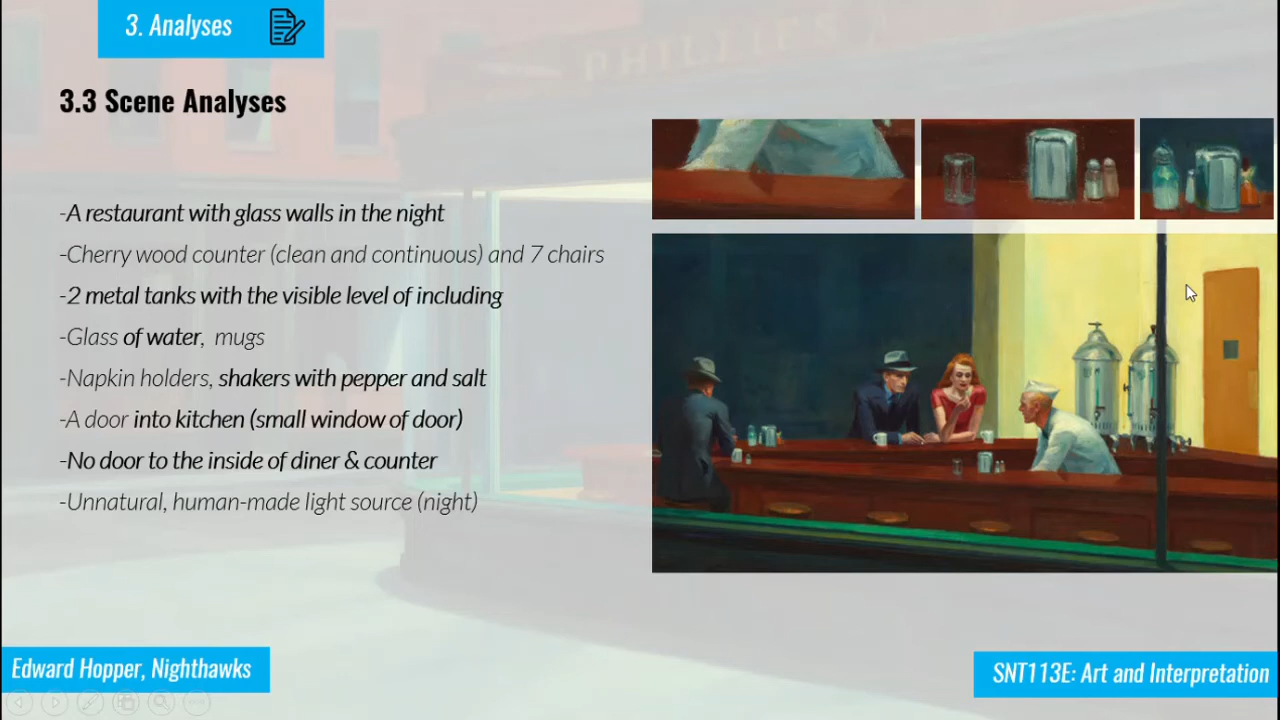 3. Analyses
PHILLIES
3.3 Scene Analyses
-A restaurant with glass walls in the night
-Cherry wood counter (clean and continuous) and 7 chairs
-2 metal tanks with the visible level of including
-Glass of water, mugs
-Napkin holders, shakers with pepper and salt
-A door into kitchen (small window of door)
-No door to the inside of diner & counter
-Unnatural, human-made light source (night)
Edward Hopper, Nighthawks
SNT113E: Art and Interpretation